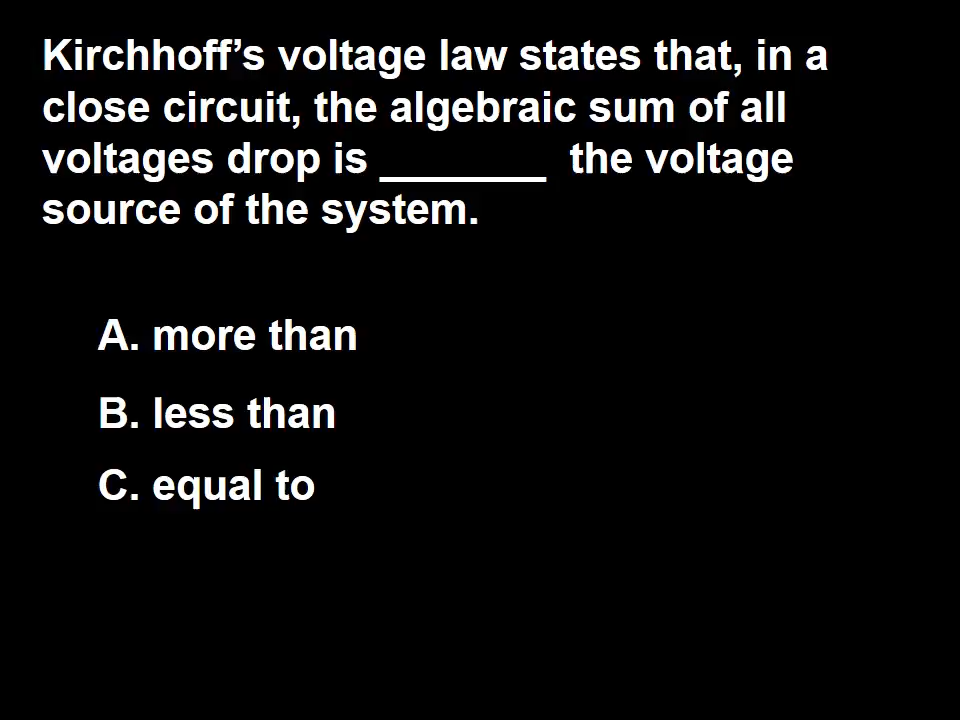 Kirchhoff’s voltage law states that, in a
close circuit, the algebraic sum of all
voltages drop is _______ the voltage
source of the system.
A. more than
B. less than
C. equal to